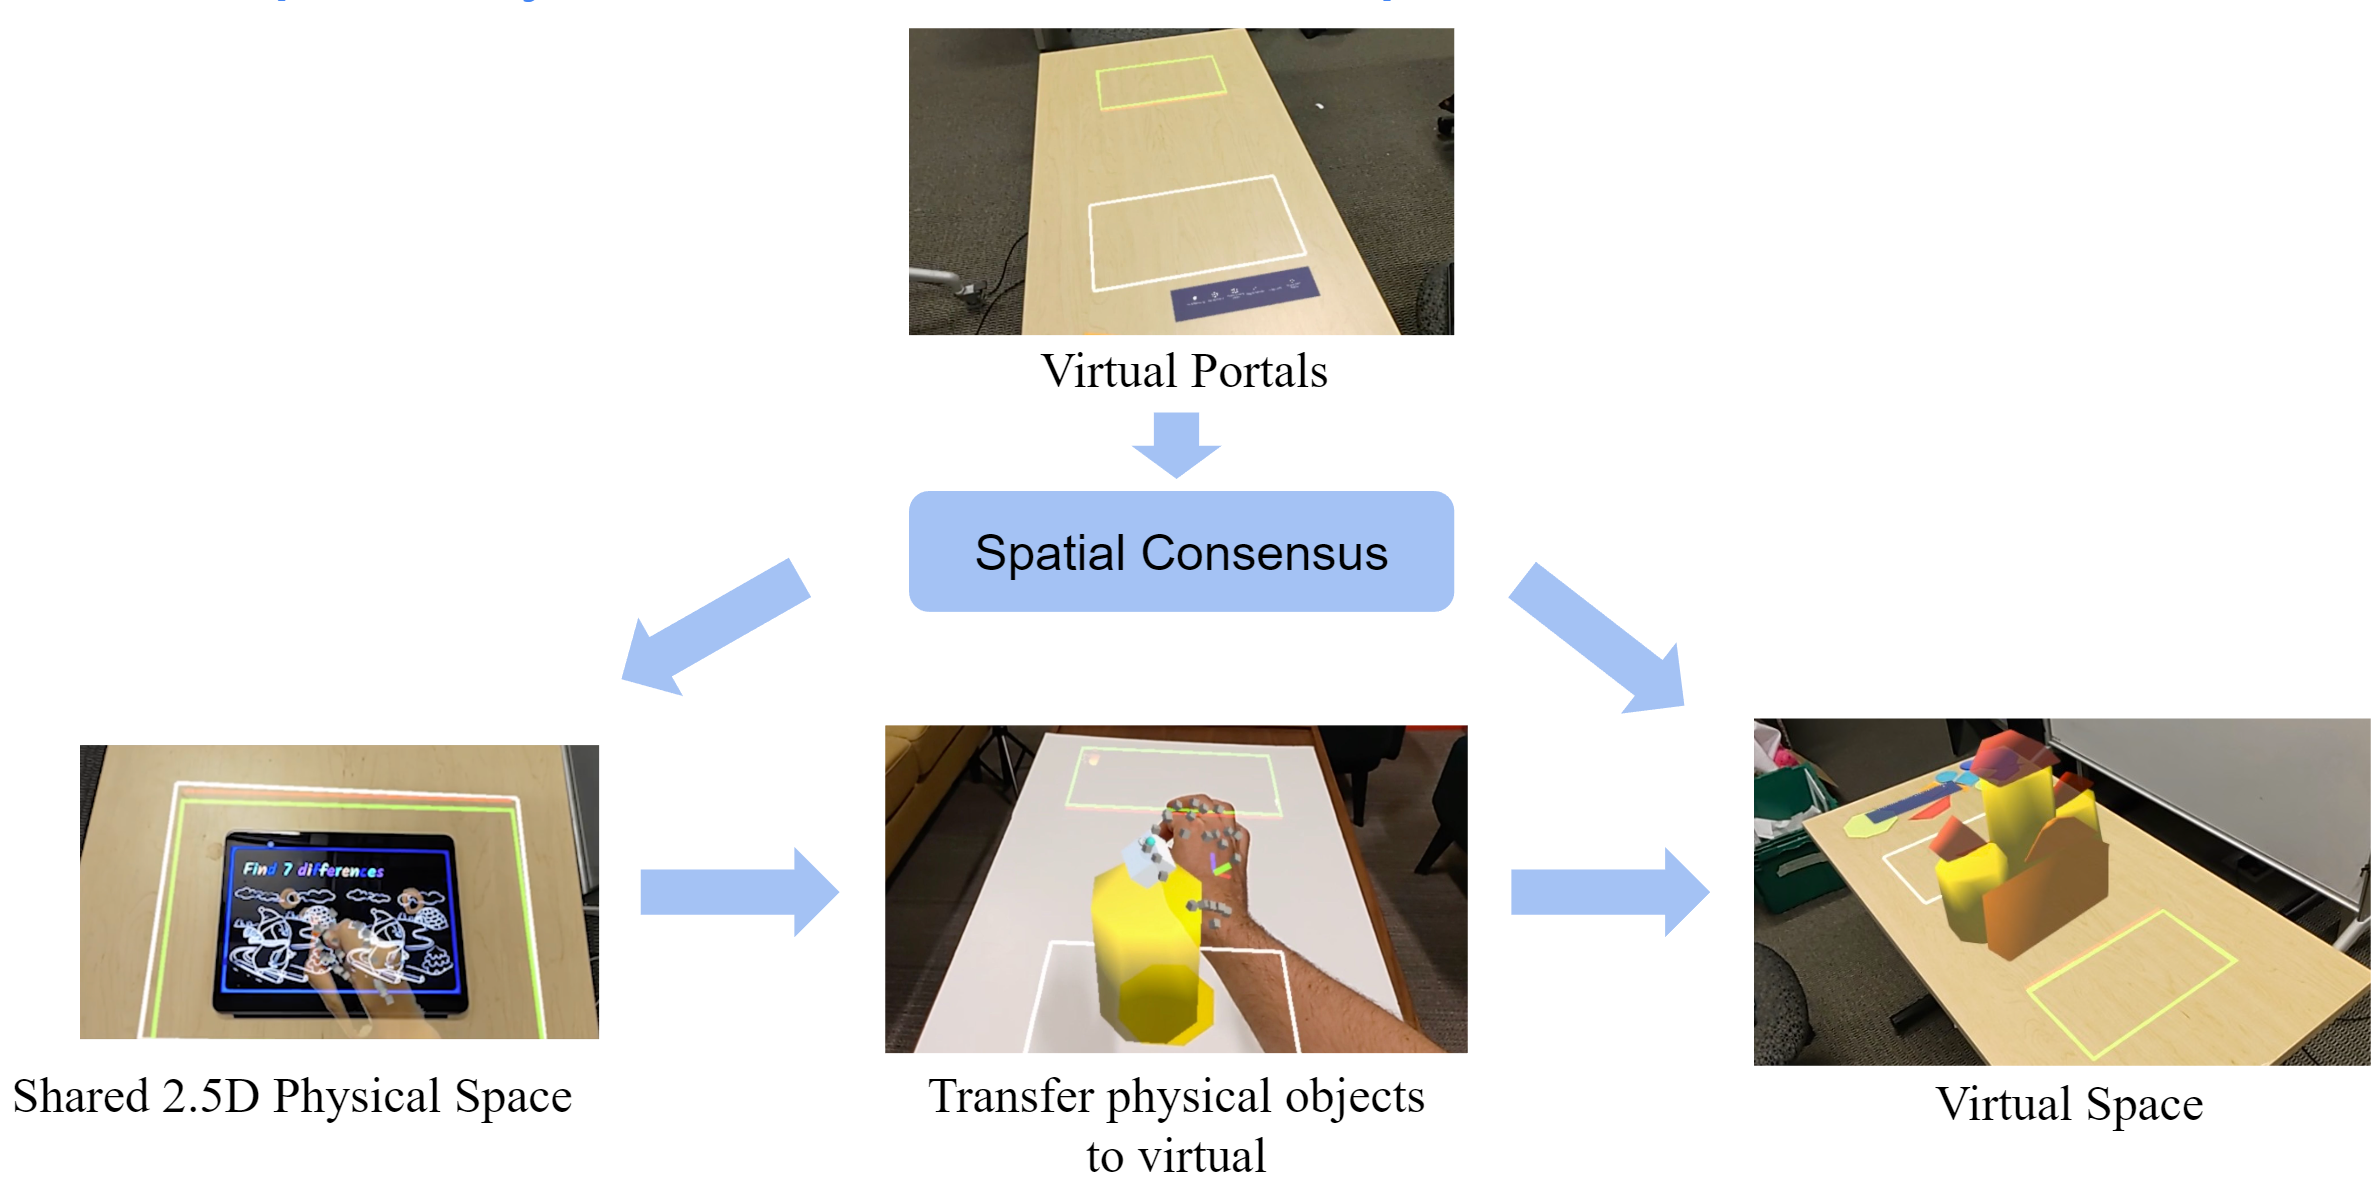 Virtual Portals
Spatial Consensus
Find 7 differences
Shared 2.5D Physical Space
Transfer physical objects
to virtual
Virtual Space